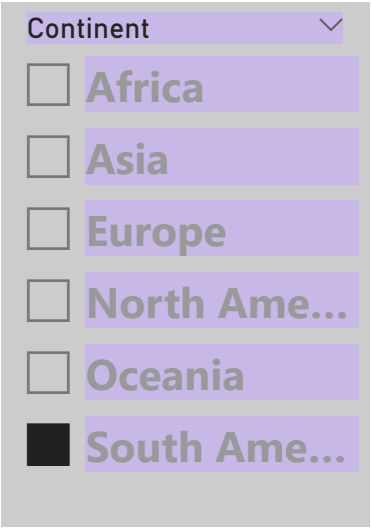 Continent
Africa
Asia
Europe
North Ame...
Oceania
South Ame...